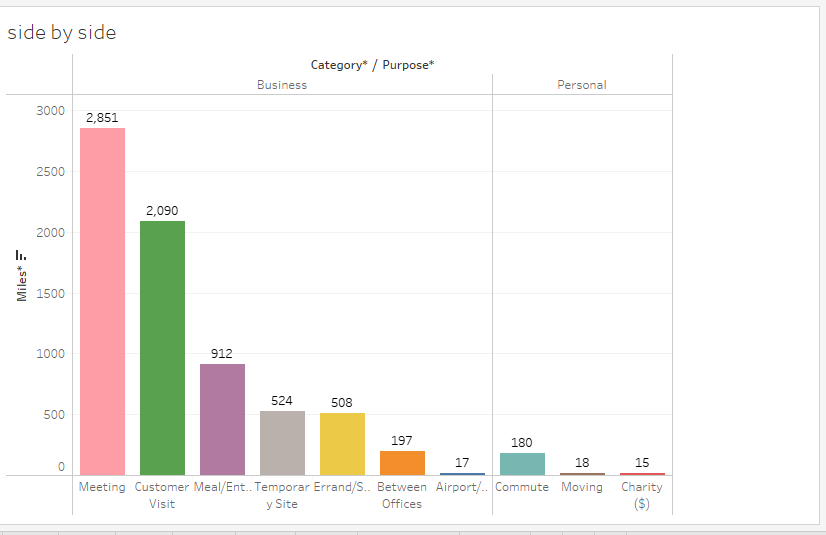 side by side
Category* / Purpose*
Business Personal
3000
2500
2000
1500
1000
500
0
Miles*
2,851
2,090
912
524
508
197
17
180
18
15
Meeting Customer Meal/Ent.. Temporar Errand/S.. Between Airport/.. Commute Moving Charity
Visit y Site Offices ($)